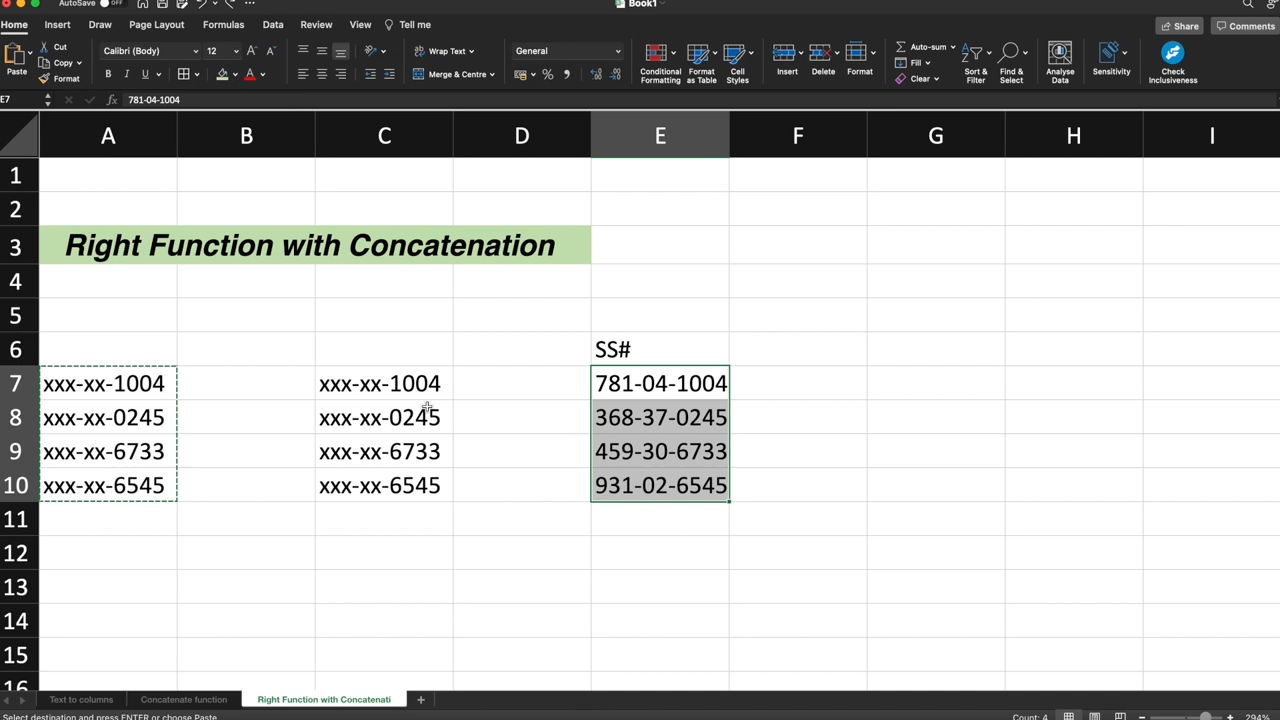 AutoSave OFF
Book1
Home Insert Draw Page Layout Formulas Data Review View Tell me
Share Comments
Paste
Cut
Copy
Format
Calibri (Body) 12
B I U
Wrap Text
Merge & Centre
General
Conditional Formatting
Format as Table
Cell Styles
Insert Delete Format
Auto-sum
Fill
Clear
Sort & Filter
Find & Select
Analyse Data
Sensitivity
Check Inclusiveness
E7 fx 781-04-1004
A B C D E F G H I
1
2
3 Right Function with Concatenation
4
5
6 SS#
7 xxx-xx-1004 xxx-xx-1004 781-04-1004
8 xxx-xx-0245 xxx-xx-0245 368-37-0245
9 xxx-xx-6733 xxx-xx-6733 459-30-6733
10 xxx-xx-6545 xxx-xx-6545 931-02-6545
11
12
13
14
15
16
Text to columns Concatenate function Right Function with Concatenati
Select destination and press ENTER or choose Paste Count: 4 294%